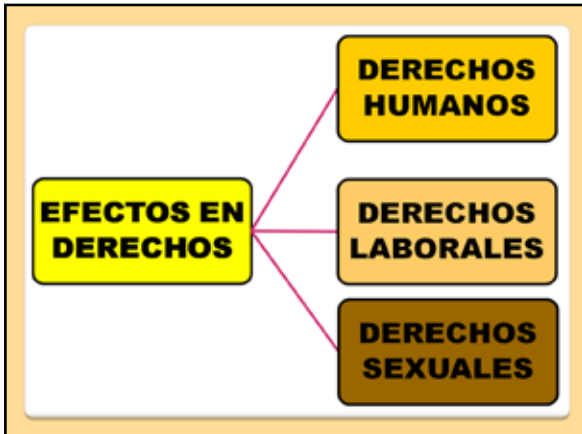 DERECHOS
HUMANOS
EFECTOS EN
DERECHOS
DERECHOS
LABORALES
DERECHOS
SEXUALES